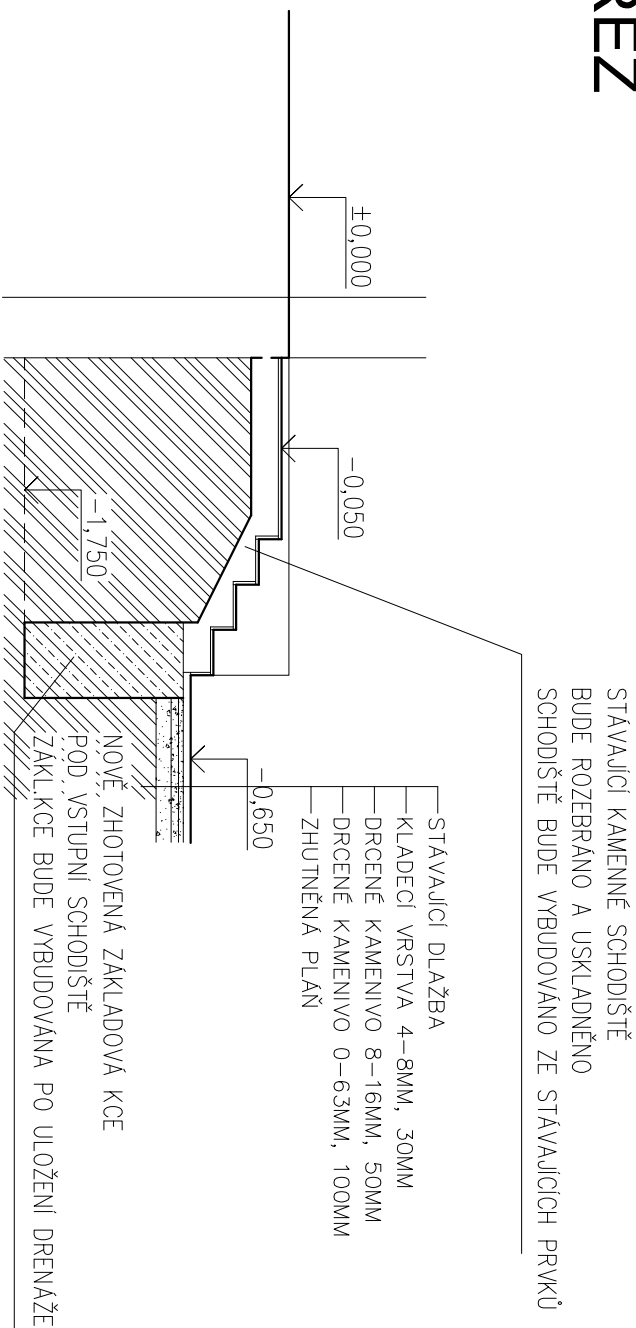 STÁVAJÍCÍ KAMENNÉ SCHODIŠTĚ
BUDE ROZEBRÁNO A USKLADNĚNO
SCHODIŠTĚ BUDE VYBUDOVÁNO ZE STÁVAJÍCÍCH PRVKŮ
±0,000
-0,050
-1,750
-0,650
STÁVAJÍCÍ DLAŽBA
KLADECÍ VRSTVA 4-8MM, 30MM
DRCENÉ KAMENIVO 8-16MM, 50MM
DRCENÉ KAMENIVO 0-63MM, 100MM
ZHUTNĚNÁ PLÁŇ
NOVĚ ZHOTOVENÁ ZÁKLADOVÁ KCE
POD VSTUPNÍ SCHODIŠTĚ
ZÁKL.KCE BUDE VYBUDOVÁNA PO ULOŽENÍ DRENÁŽE